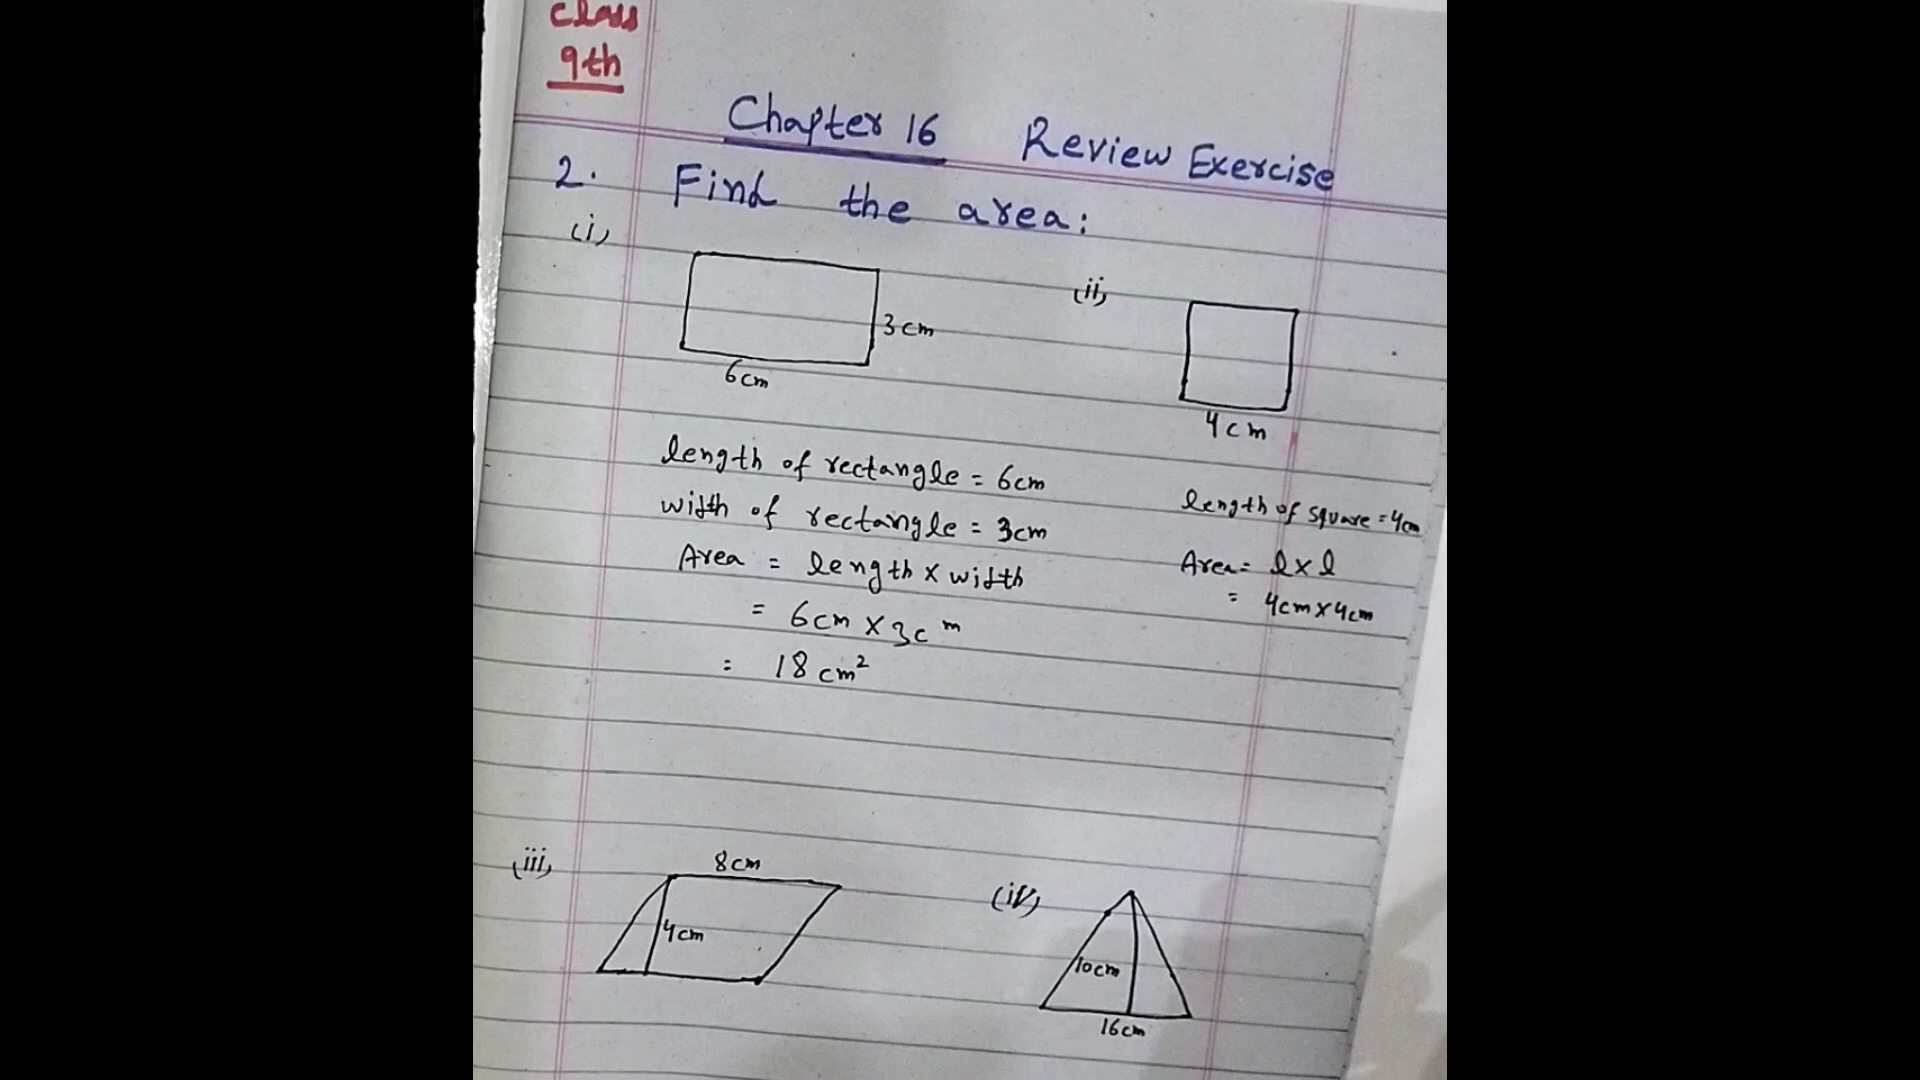 Class
9th
Chapter 16 Review Exercise
2. Find the area:
(i)
3cm
6cm
(ii)
4cm
length of rectangle = 6cm
width of rectangle = 3cm
Area = length × width
= 6cm × 3cm
= 18cm²
length of square = 4cm
Area = l × l
= 4cm × 4cm
(iii)
8cm
4cm
(iv)
10cm
16cm